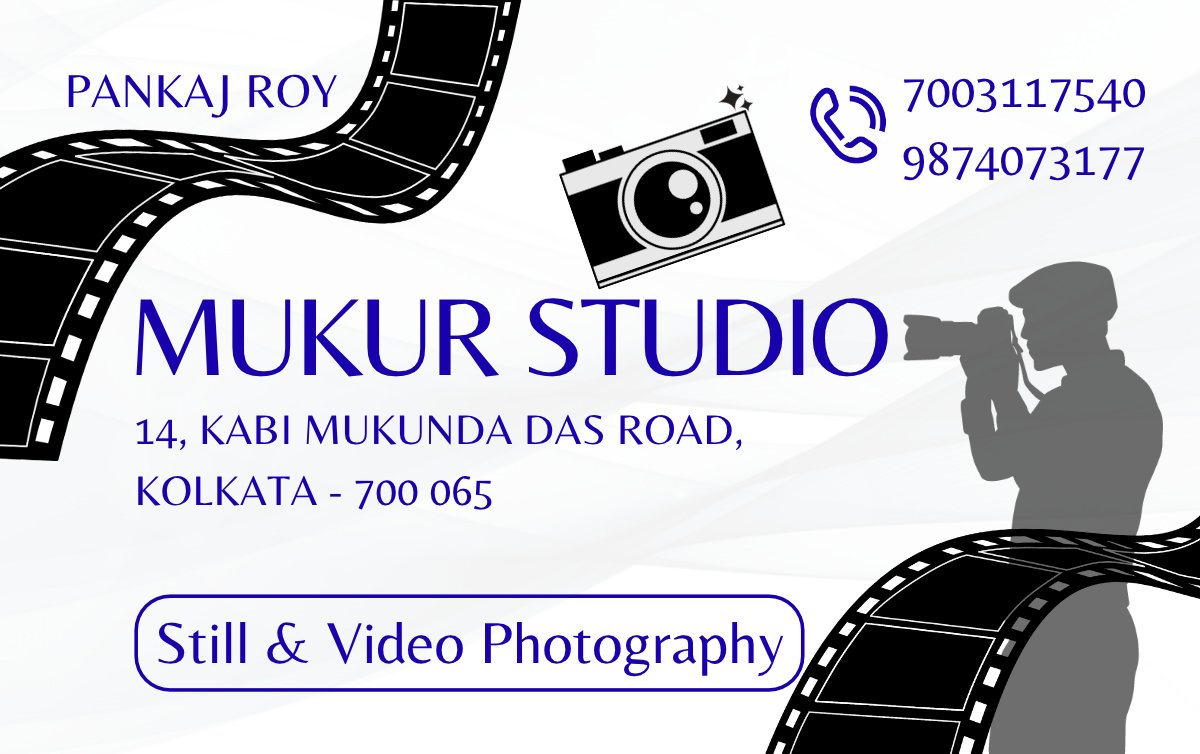 PANKAJ ROY
7003117540
9874073177
MUKUR STUDIO
14, KABI MUKUNDA DAS ROAD,
KOLKATA - 700 065
Still & Video Photography